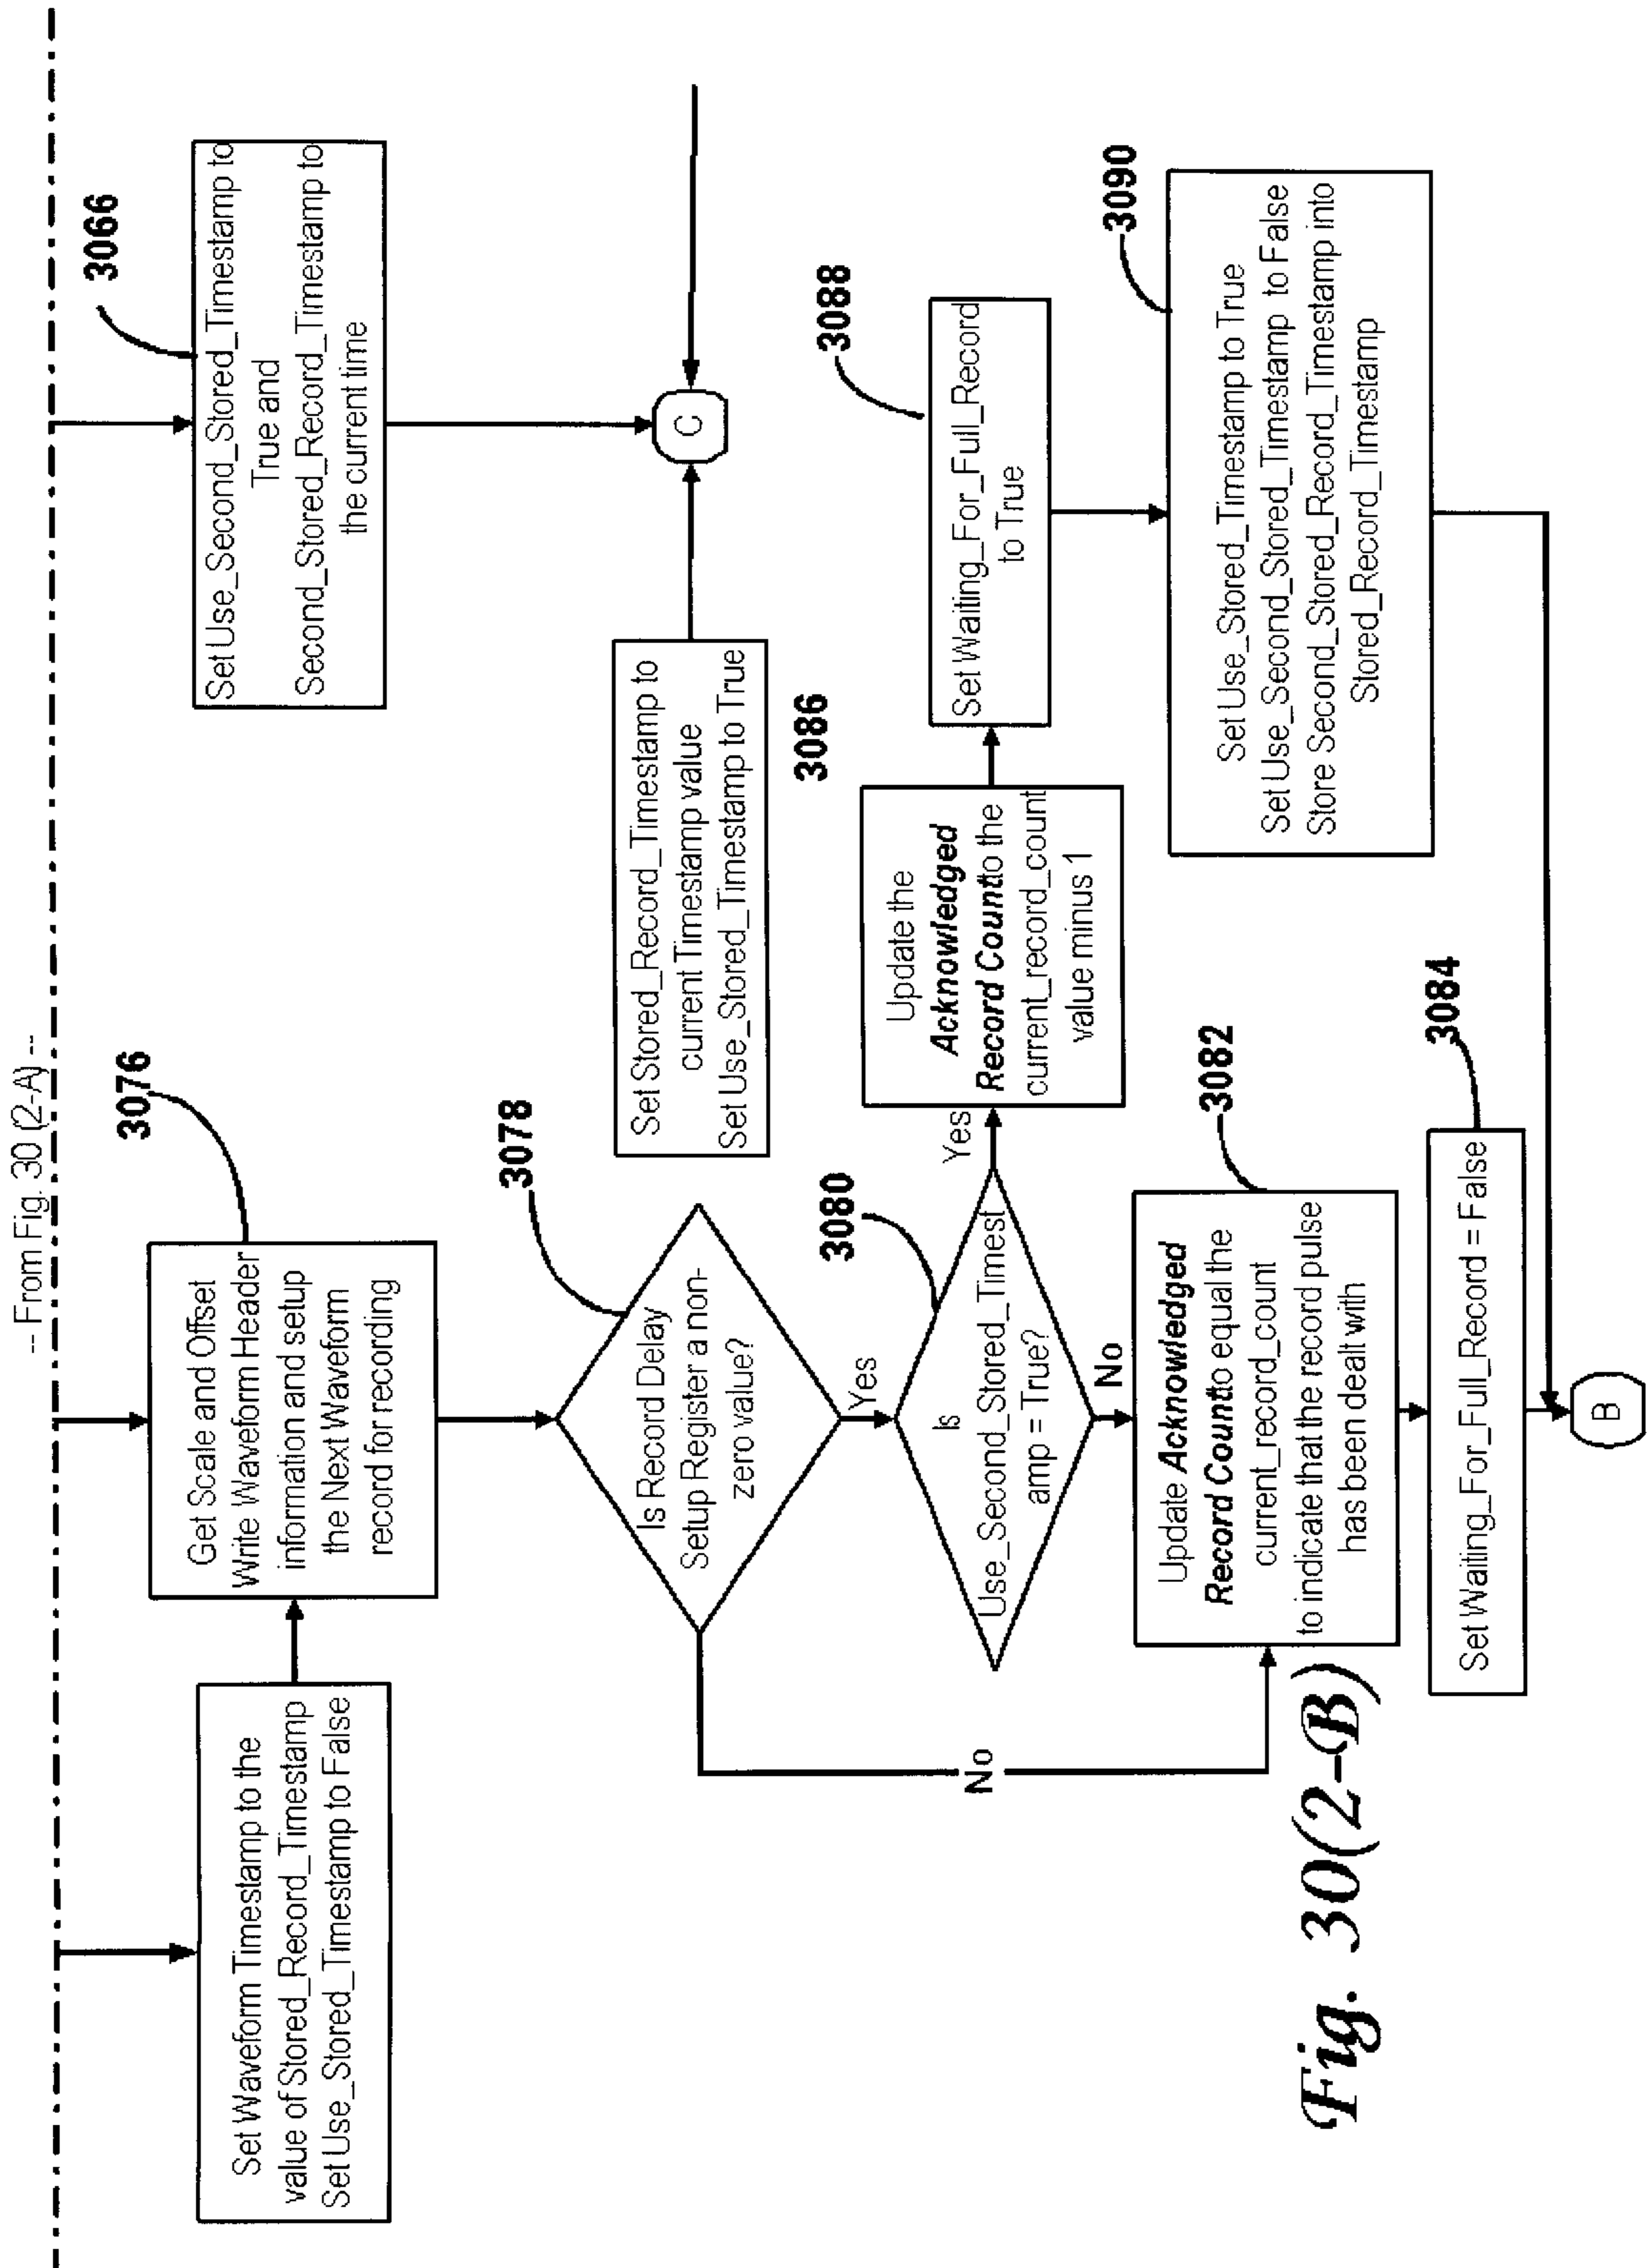 -- From Fig. 30 (2-A) --
Set Waveform Timestamp to the
value of Stored_Record_Timestamp
Set Use_Stored_Timestamp to False
3076
Get Scale and Offset
Write Waveform Header
information and setup
the Next Waveform
record for recording
3066
Set Use_Second_Stored_Timestamp to
True and
Second_Stored_Record_Timestamp to
the current time
3078
Is Record Delay
Setup Register a non-
zero value?
Yes
No
Set Stored_Record_Timestamp to
current Timestamp value
Set Use_Stored_Timestamp to True
3086
C
3080
Is
Use_Second_Stored_Timest
amp = True?
Yes
No
Update the
Acknowledged
Record Count to the
current_record_count
value minus 1
3088
Set Waiting_For_Full_Record
to True
3082
Update Acknowledged
Record Count to equal the
current_record_count
to indicate that the record pulse
has been dealt with
3090
Set Use_Stored_Timestamp to True
Set Use_Second_Stored_Timestamp to False
Store Second_Stored_Record_Timestamp into
Stored_Record_Timestamp
3084
Set Waiting_For_Full_Record = False
B
Fig. 30(2-B)